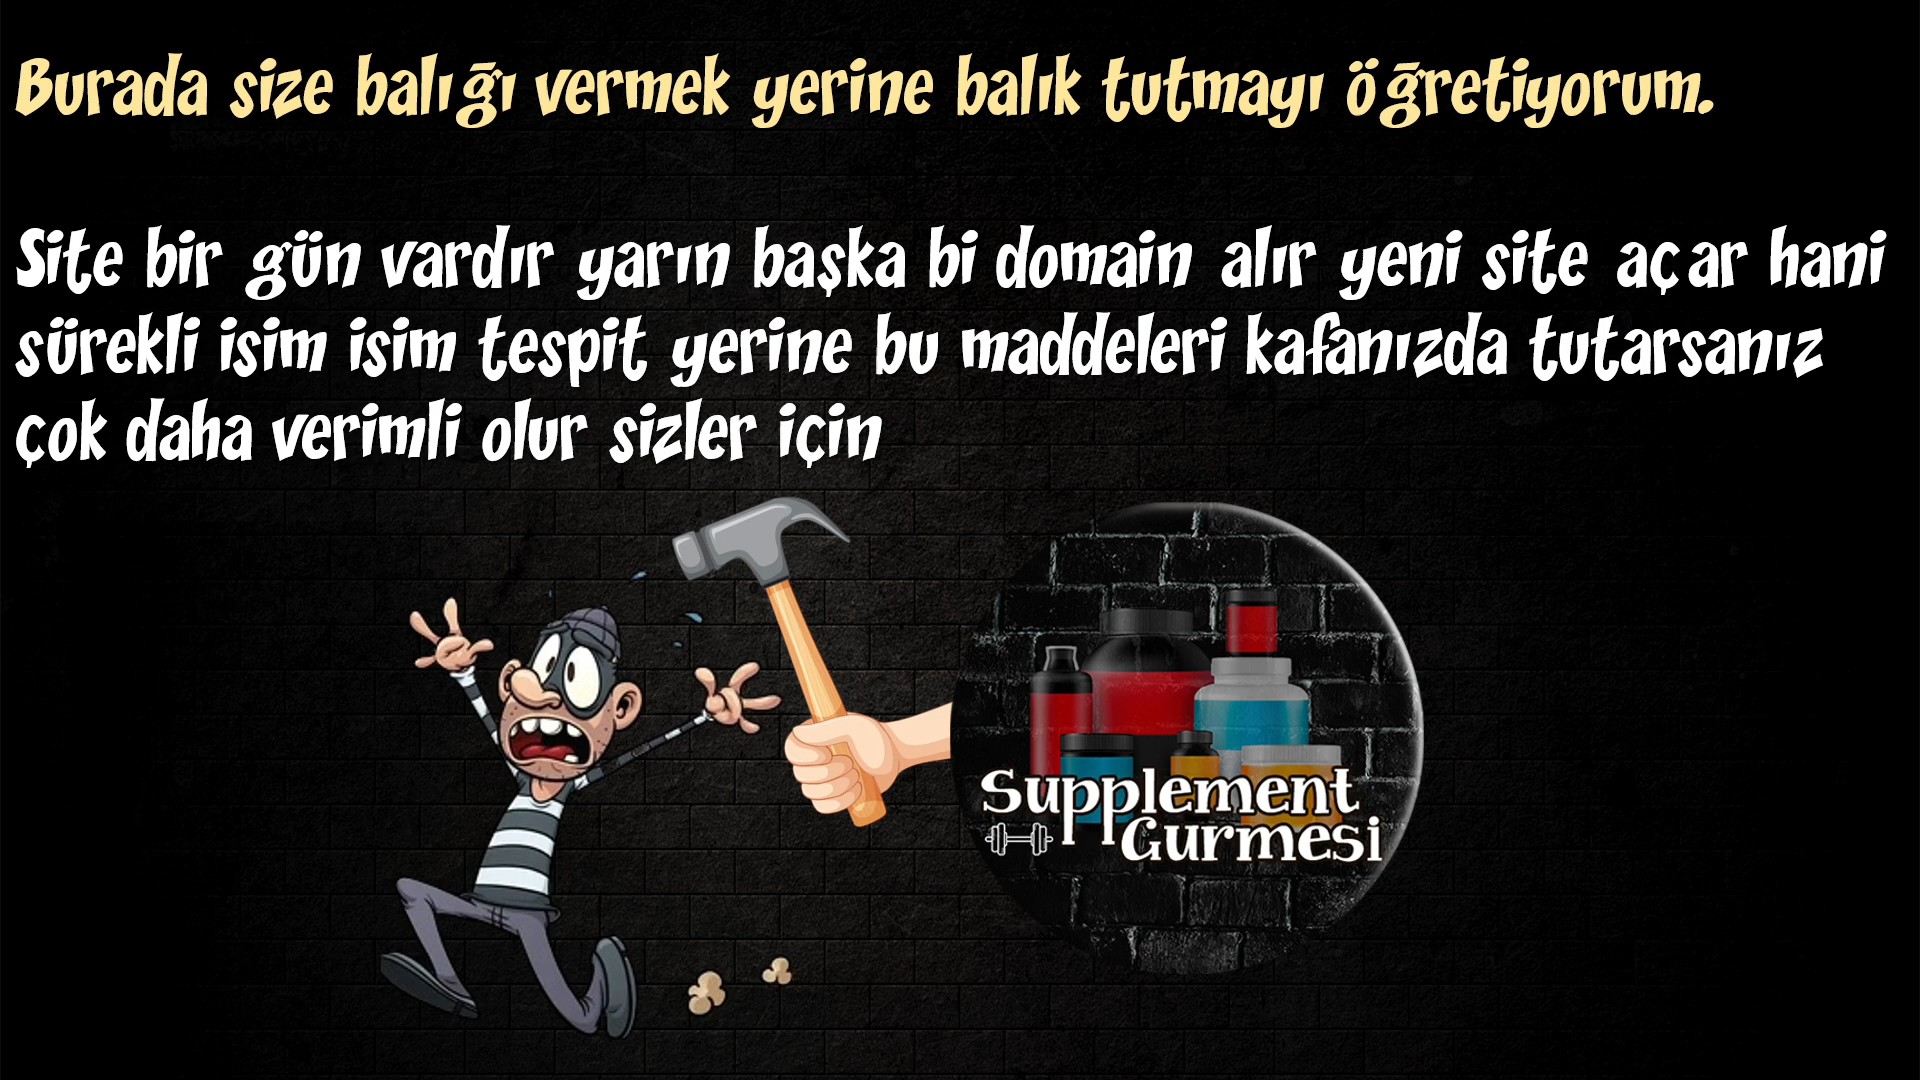 Burada size balığı vermek yerine balık tutmayı öğretiyorum.
Site bir gün vardır yarın başka bi domain alır yeni site açar hani
sürekli isim isim tespit yerine bu maddeleri kafanızda tutarsanız
çok daha verimli olur sizler için
Supplement
Gurmesi